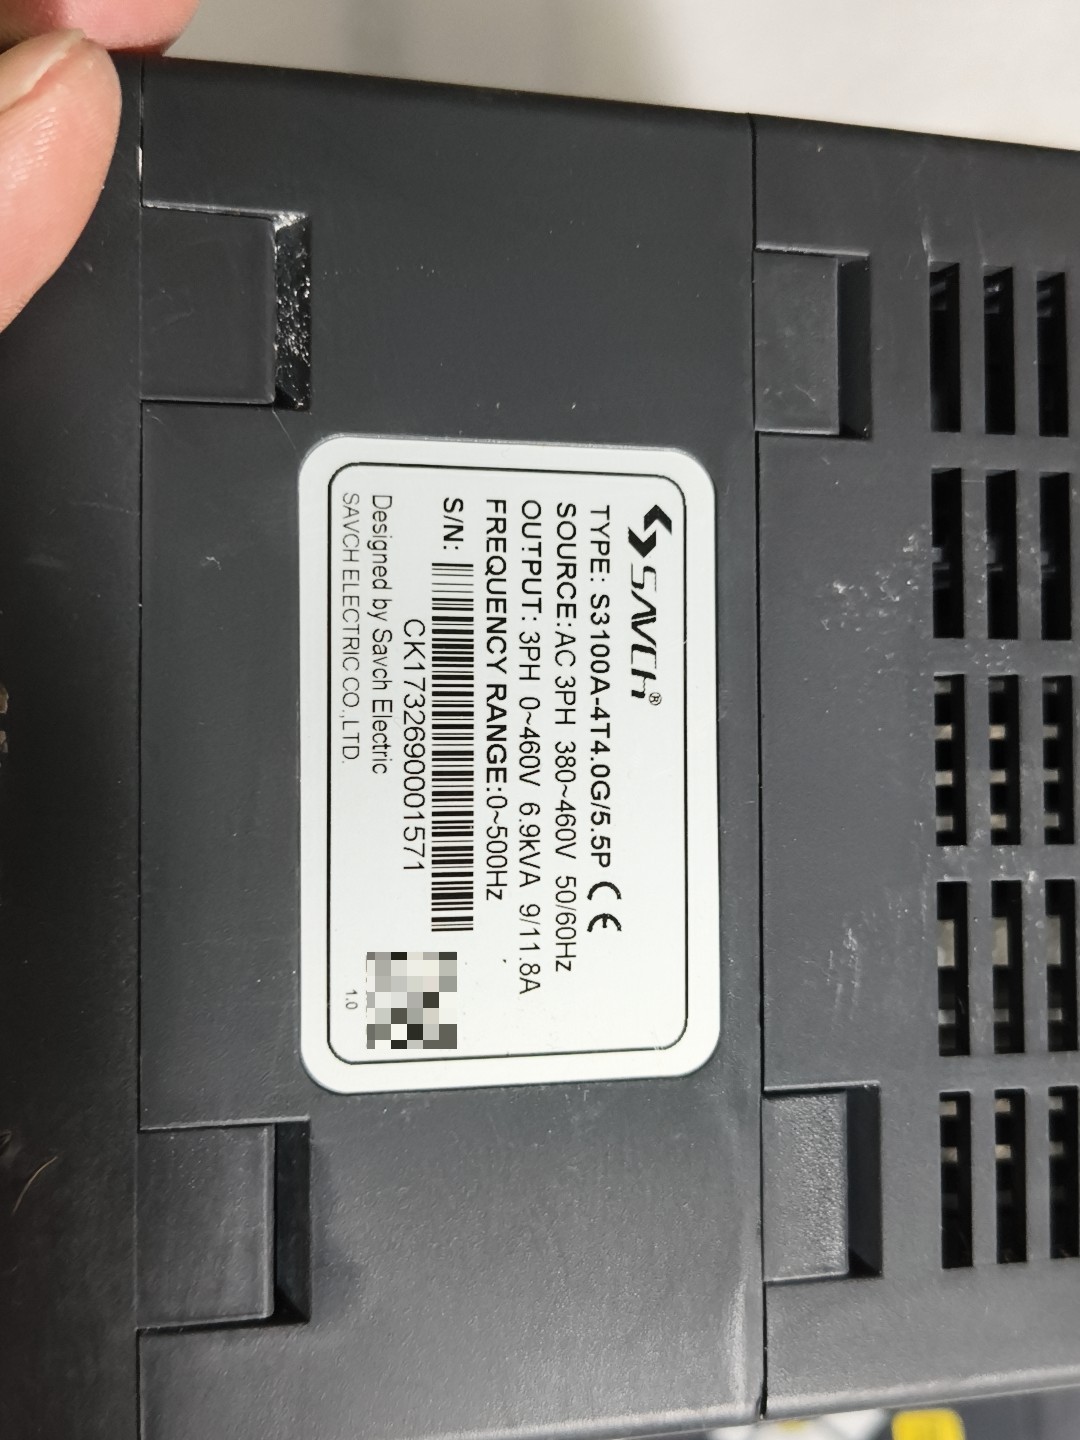 SAVCh®
TYPE: S3100A-4T4.0G/5.5P CE
SOURCE: AC 3PH 380~460V 50/60Hz
OUTPUT: 3PH 0~460V 6.9kVA 9/11.8A
FREQUENCY RANGE:0~500Hz
S/N:
CK1732690001571
Designed by Savch Electric
SAVCH ELECTRIC CO.,LTD.
1.0